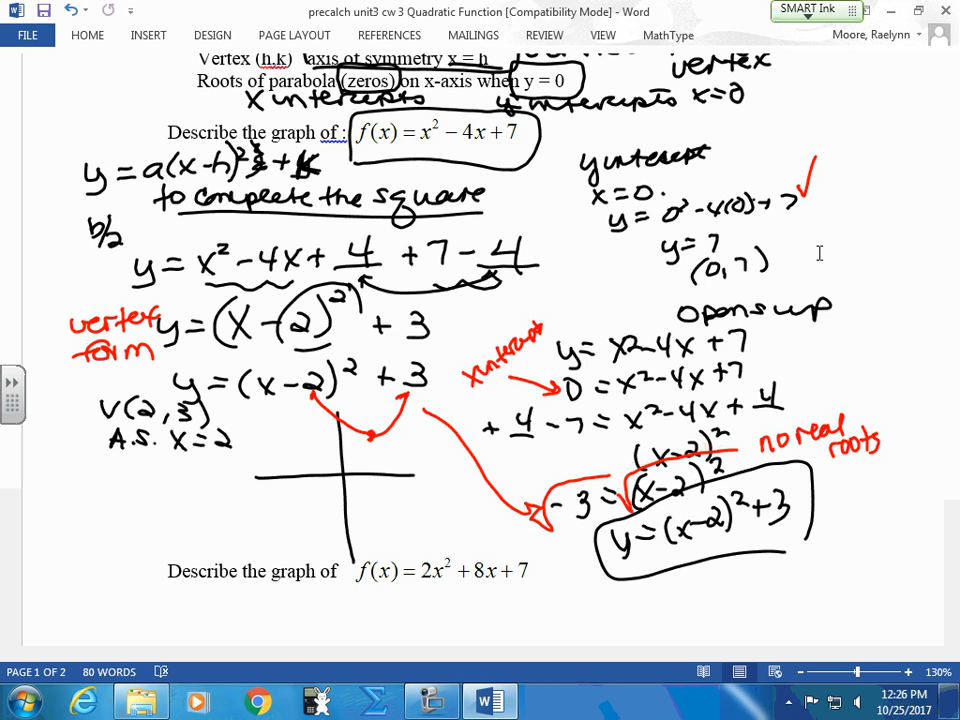 precalch unit3 cw 3 Quadratic Function [Compatibility Mode] - Word
SMART Ink
FILE HOME INSERT DESIGN PAGE LAYOUT REFERENCES MAILINGS REVIEW VIEW MathType
Moore, Raelynn
Vertex (h,k) axis of symmetry x = h
vertex
Roots of parabola (zeros) on x-axis when y = 0
x intercepts y intercepts x=0
Describe the graph of : f(x) = x² − 4x + 7
y = a(x-h)² + k
to complete the square
b/2
y = x² - 4x + 4 + 7 - 4
vertex form
y = (x - 2)² + 3
y = (x-2)² + 3
V(2, 3)
A.S. x = 2
y intercept
x = 0.
y = 0² - 4(0) + 7 ✓
y = 7
(0, 7)
opens up
y = x² - 4x + 7
x intercept
0 = x² - 4x + 7
+ 4 - 7 = x² - 4x + 4
(x-2)²
no real roots
- 3 = (x-2)²
y = (x-2)² + 3
Describe the graph of f(x) = 2x² + 8x + 7
PAGE 1 OF 2 80 WORDS
130%
12:26 PM
10/25/2017